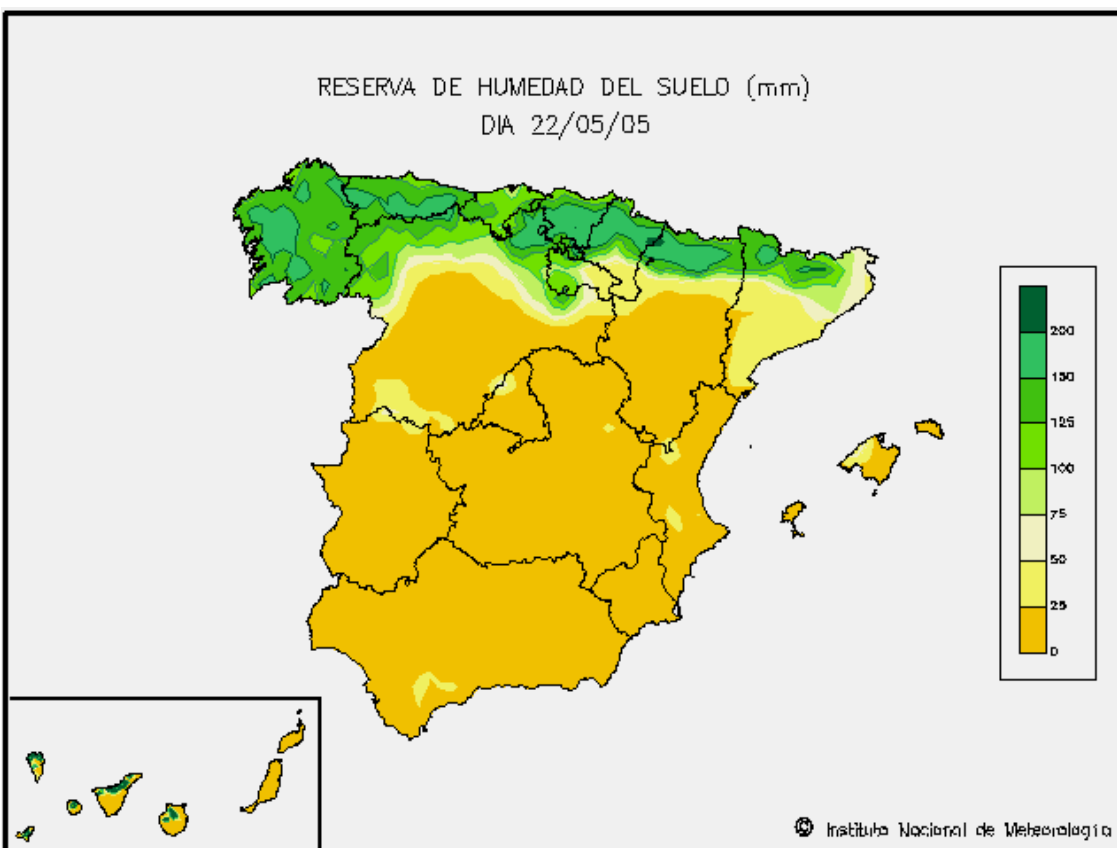 RESERVA DE HUMEDAD DEL SUELO (mm)
DIA 22/05/05
200
150
125
100
75
50
25
0
© Instituto Nacional de Meteorología